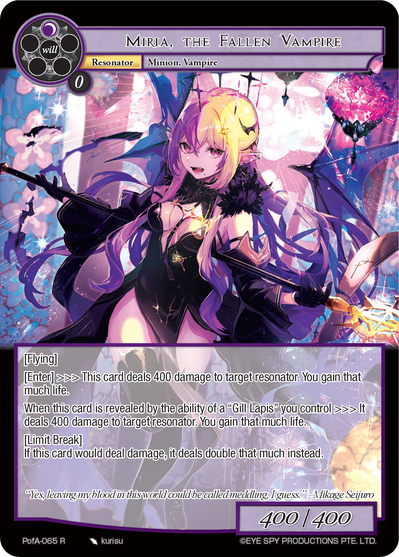 Miria, the Fallen Vampire
will
Resonator
Minion, Vampire
0
[Flying]
[Enter] >>> This card deals 400 damage to target resonator. You gain that
much life.
When this card is revealed by the ability of a “Gill Lapis” you control >>> It
deals 400 damage to target resonator. You gain that much life.
[Limit Break]
If this card would deal damage, it deals double that much instead.
“Yes, leaving my blood in this world could be called meddling, I guess.” –Mikage Seijuro
400/400
PofA-065 R kurisu
©EYE SPY PRODUCTIONS PTE. LTD.